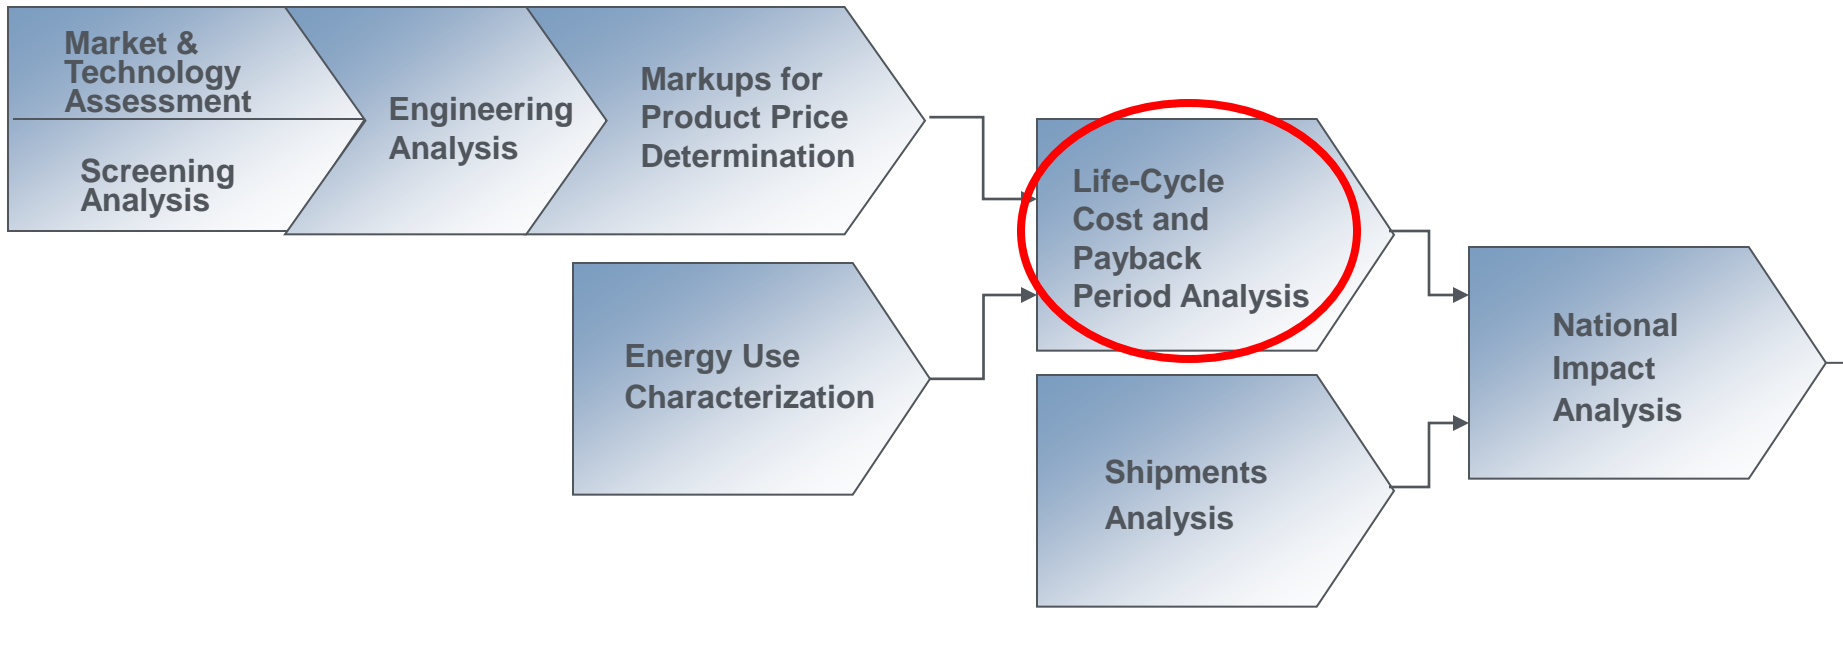 Market &
Technology
Assessment
Screening
Analysis
Engineering
Analysis
Markups for
Product Price
Determination
Energy Use
Characterization
Life-Cycle
Cost and
Payback
Period Analysis
Shipments
Analysis
National
Impact
Analysis